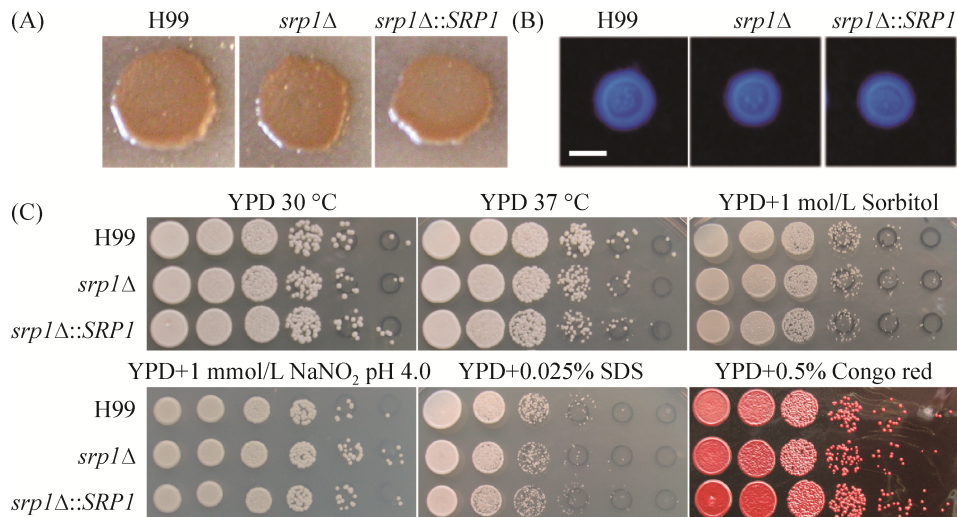 (A) H99 srp1Δ srp1Δ::SRP1
(B) H99 srp1Δ srp1Δ::SRP1
(C) YPD 30 °C YPD 37 °C YPD+1 mol/L Sorbitol
H99
srp1Δ
srp1Δ::SRP1
YPD+1 mmol/L NaNO₂ pH 4.0 YPD+0.025% SDS YPD+0.5% Congo red
H99
srp1Δ
srp1Δ::SRP1